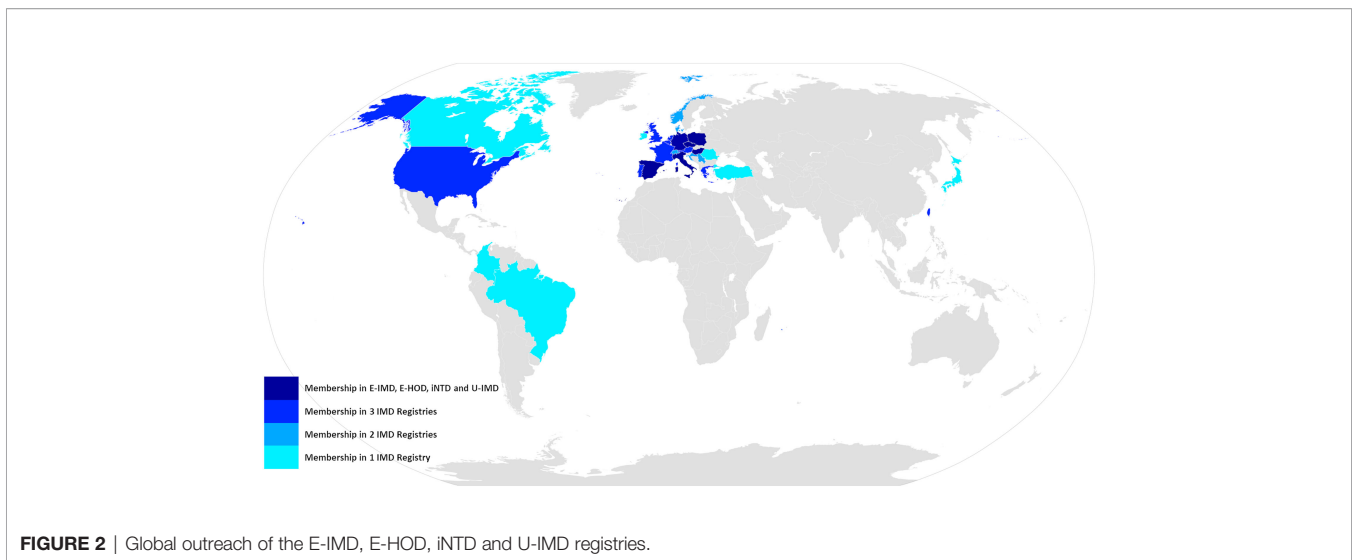 Membership in E-IMD, E-HOD, iNTD and U-IMD
Membership in 3 IMD Registries
Membership in 2 IMD Registries
Membership in 1 IMD Registry
FIGURE 2 | Global outreach of the E-IMD, E-HOD, iNTD and U-IMD registries.